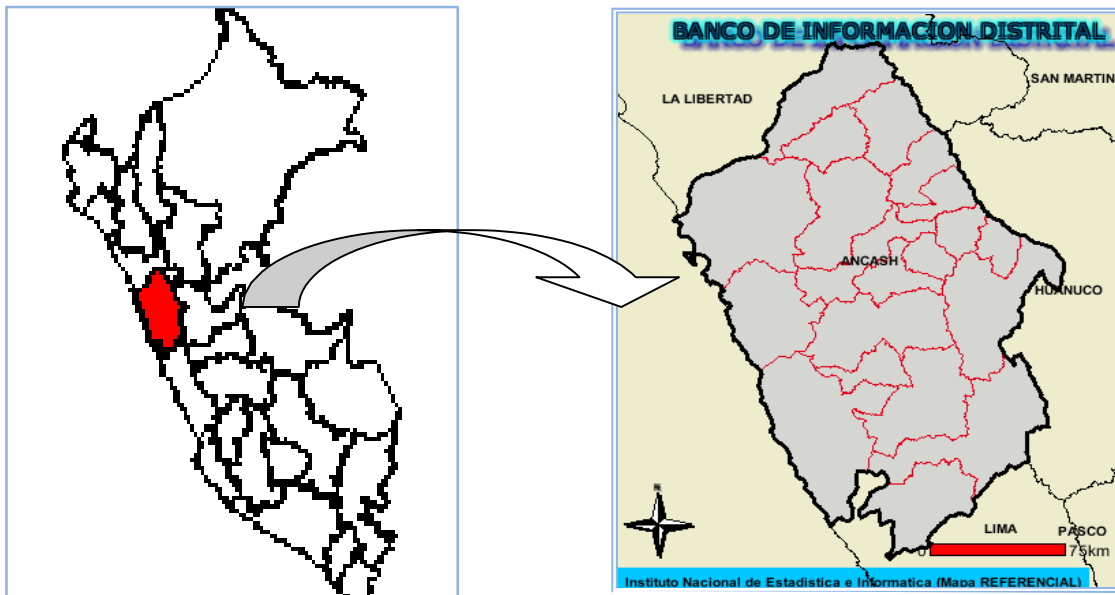 BANCO DE INFORMACION DISTRITAL
SAN MARTIN
LA LIBERTAD
ANCASH
HUANUCO
N
LIMA
PASCO
0 75km
Instituto Nacional de Estadistica e Informatica (Mapa REFERENCIAL)